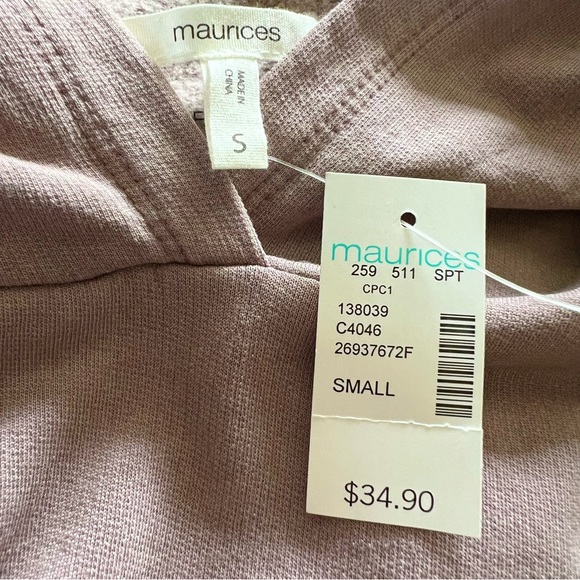 maurices
MADE IN
CHINA
S
maurices
259 511 SPT
CPC1
138039
C4046
26937672F
SMALL
$34.90